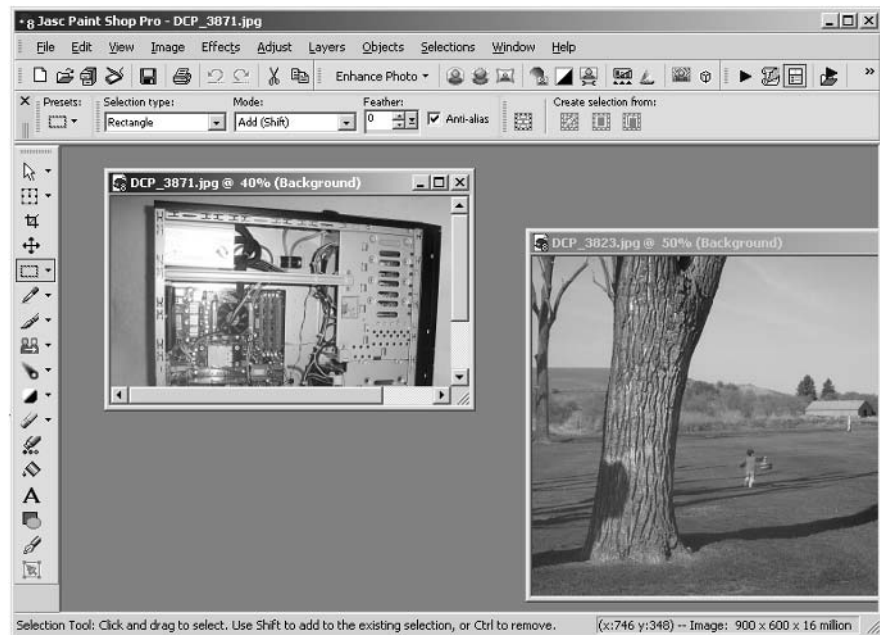 Jasc Paint Shop Pro - DCP_3871.jpg
File Edit View Image Effects Adjust Layers Objects Selections Window Help
Enhance Photo
Presets: Selection type: Mode: Feather: Create selection from:
Rectangle Add (Shift) 0 Anti-alias
DCP_3871.jpg @ 40% (Background)
DCP_3823.jpg @ 50% (Background)
A
Selection Tool: Click and drag to select. Use Shift to add to the existing selection, or Ctrl to remove. (x:746 y:348) -- Image: 900 x 600 x 16 million